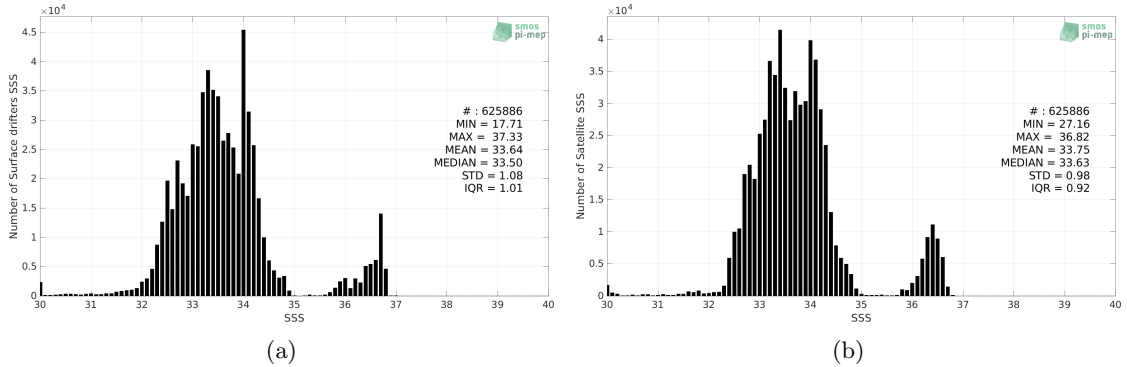 ×10⁴
4.5
4
3.5
3
2.5
2
1.5
1
0.5
0
Number of Surface drifters SSS
30 31 32 33 34 35 36 37 38 39 40
SSS
smos
pi-mep
# : 625886
MIN = 17.71
MAX = 37.33
MEAN = 33.64
MEDIAN = 33.50
STD = 1.08
IQR = 1.01
(a)
×10⁴
4
3.5
3
2.5
2
1.5
1
0.5
0
Number of Satellite SSS
30 31 32 33 34 35 36 37 38 39 40
SSS
smos
pi-mep
# : 625886
MIN = 27.16
MAX = 36.82
MEAN = 33.75
MEDIAN = 33.63
STD = 0.98
IQR = 0.92
(b)